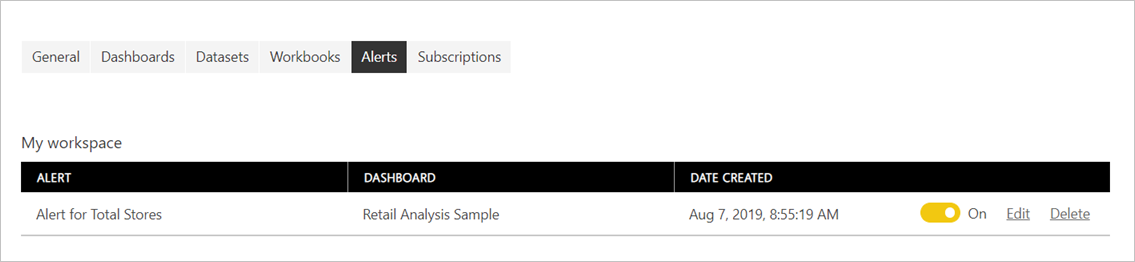 General Dashboards Datasets Workbooks Alerts Subscriptions
My workspace
ALERT DASHBOARD DATE CREATED
Alert for Total Stores Retail Analysis Sample Aug 7, 2019, 8:55:19 AM On Edit Delete